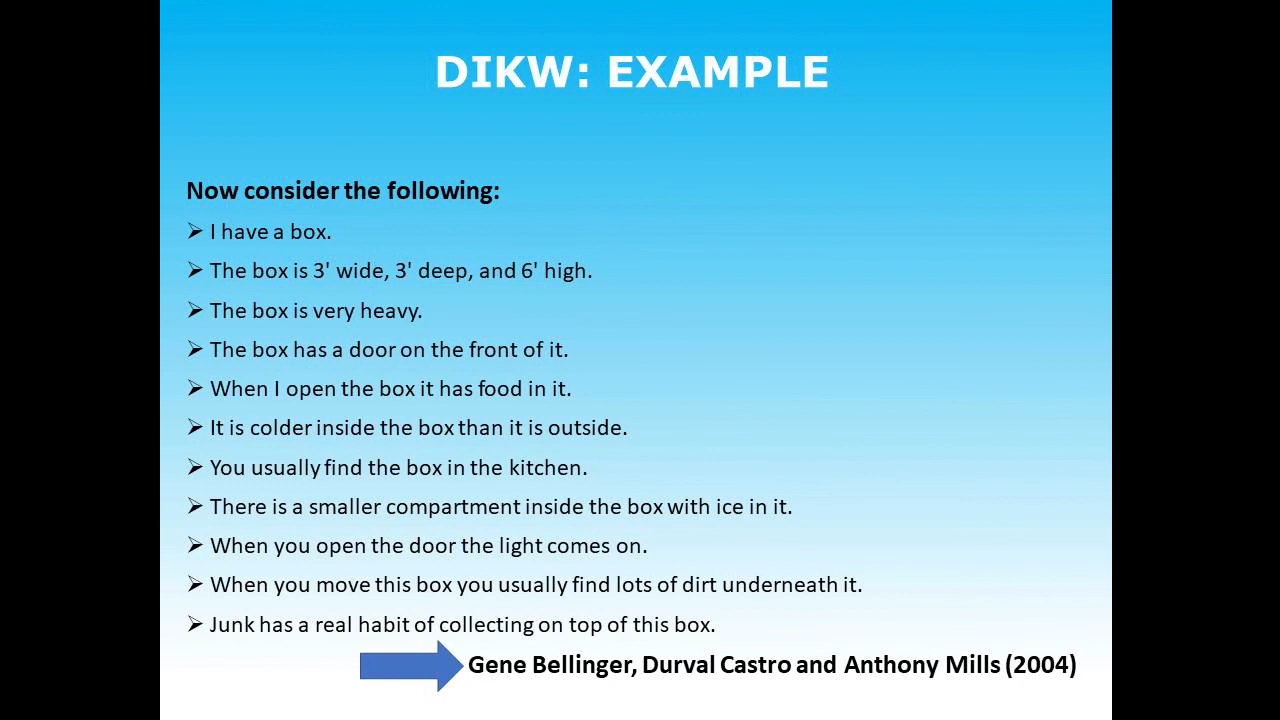 DIKW: EXAMPLE
Now consider the following:
➢ I have a box.
➢ The box is 3' wide, 3' deep, and 6' high.
➢ The box is very heavy.
➢ The box has a door on the front of it.
➢ When I open the box it has food in it.
➢ It is colder inside the box than it is outside.
➢ You usually find the box in the kitchen.
➢ There is a smaller compartment inside the box with ice in it.
➢ When you open the door the light comes on.
➢ When you move this box you usually find lots of dirt underneath it.
➢ Junk has a real habit of collecting on top of this box.
Gene Bellinger, Durval Castro and Anthony Mills (2004)